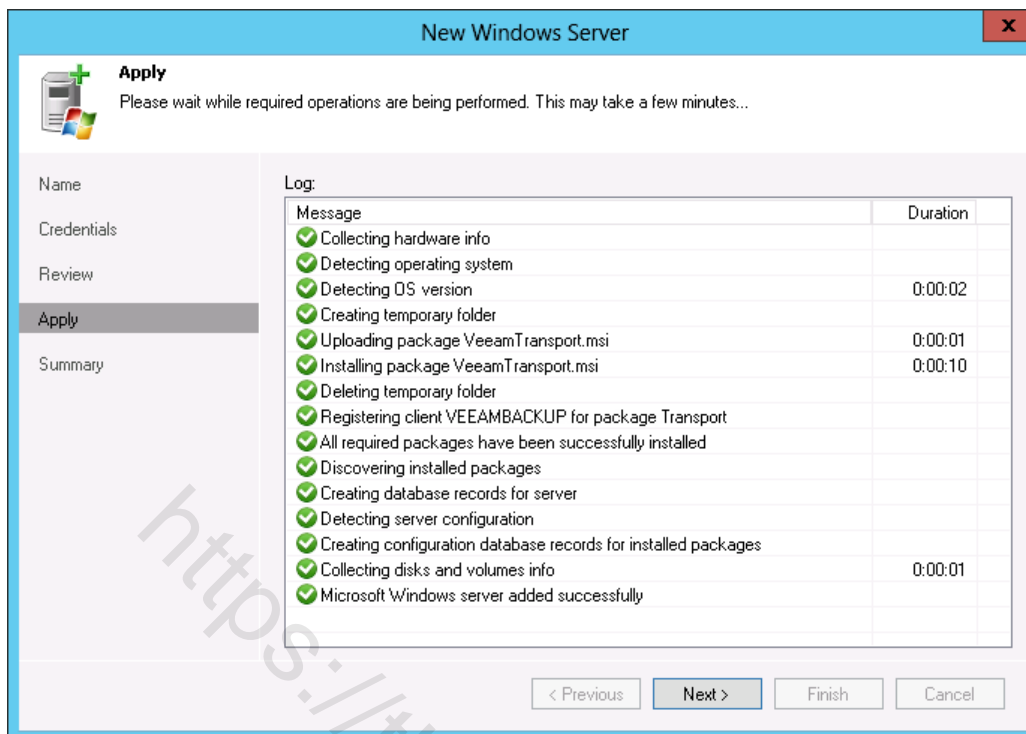 New Windows Server
x
Apply
Please wait while required operations are being performed. This may take a few minutes...
Name
Credentials
Review
Apply
Summary
Log:
Message Duration
Collecting hardware info
Detecting operating system
Detecting OS version 0:00:02
Creating temporary folder
Uploading package VeeamTransport.msi 0:00:01
Installing package VeeamTransport.msi 0:00:10
Deleting temporary folder
Registering client VEEAMBACKUP for package Transport
All required packages have been successfully installed
Discovering installed packages
Creating database records for server
Detecting server configuration
Creating configuration database records for installed packages
Collecting disks and volumes info 0:00:01
Microsoft Windows server added successfully
< Previous Next > Finish Cancel
https://